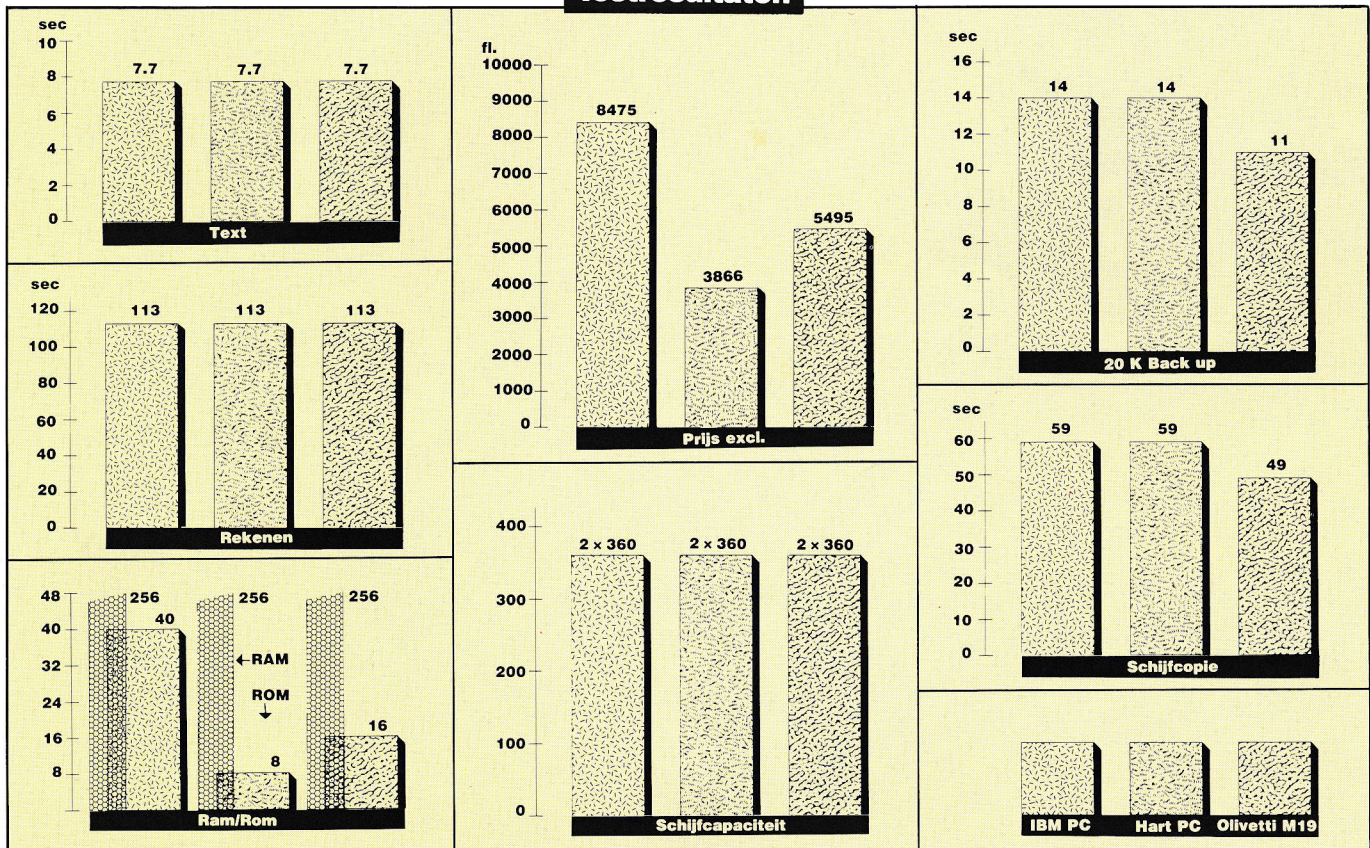 Testresultaten
sec
10
8
6
4
2
0
7.7 7.7 7.7
Text
sec
120
100
80
60
40
20
0
113 113 113
Rekenen
48
40
32
24
16
8
256 256 256
40
RAM
ROM
8
16
Ram/Rom
fl.
10000
9000
8000
7000
6000
5000
4000
3000
2000
1000
0
8475
3866
5495
Prijs excl.
400
300
200
100
0
2 × 360 2 × 360 2 × 360
Schijfcapaciteit
sec
16
14
12
10
8
6
4
2
0
14 14 11
20 K Back up
sec
60
50
40
30
20
10
0
59 59 49
Schijfcopie
IBM PC Hart PC Olivetti M19